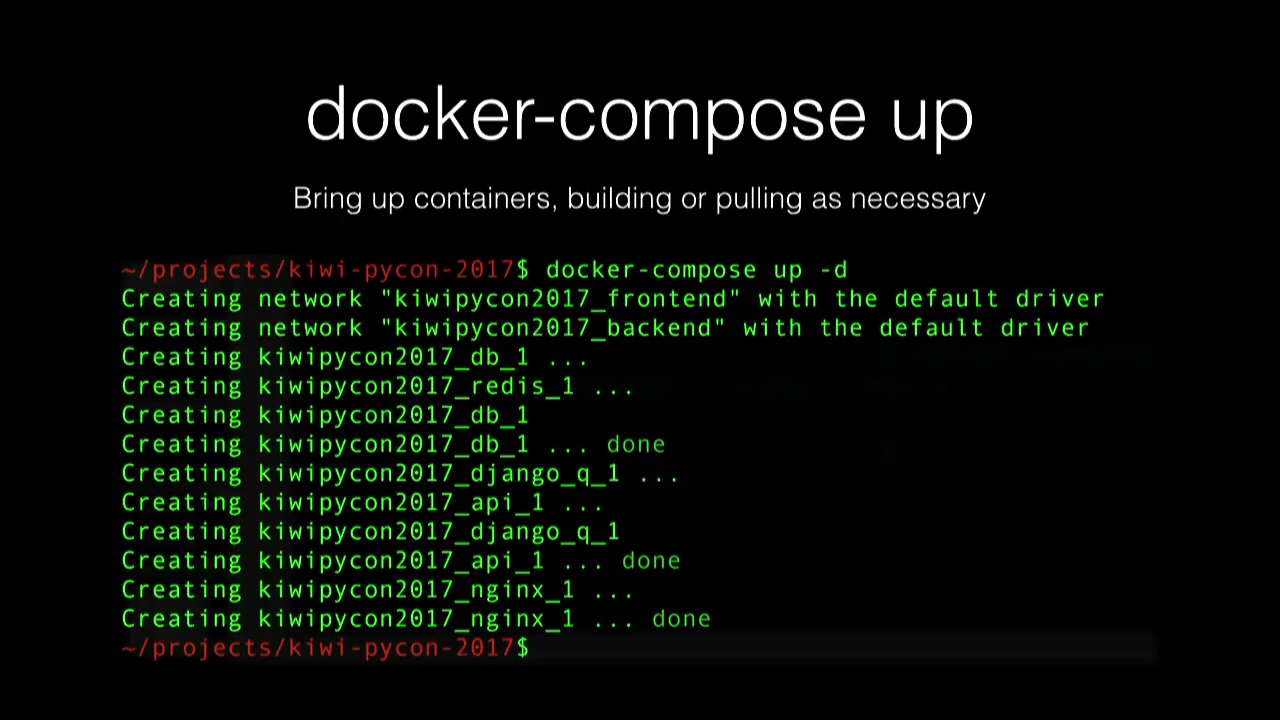 docker-compose up
Bring up containers, building or pulling as necessary
~/projects/kiwi-pycon-2017$ docker-compose up -d
Creating network "kiwipycon2017_frontend" with the default driver
Creating network "kiwipycon2017_backend" with the default driver
Creating kiwipycon2017_db_1 ...
Creating kiwipycon2017_redis_1 ...
Creating kiwipycon2017_db_1
Creating kiwipycon2017_db_1 ... done
Creating kiwipycon2017_django_q_1 ...
Creating kiwipycon2017_api_1 ...
Creating kiwipycon2017_django_q_1
Creating kiwipycon2017_api_1 ... done
Creating kiwipycon2017_nginx_1 ...
Creating kiwipycon2017_nginx_1 ... done
~/projects/kiwi-pycon-2017$